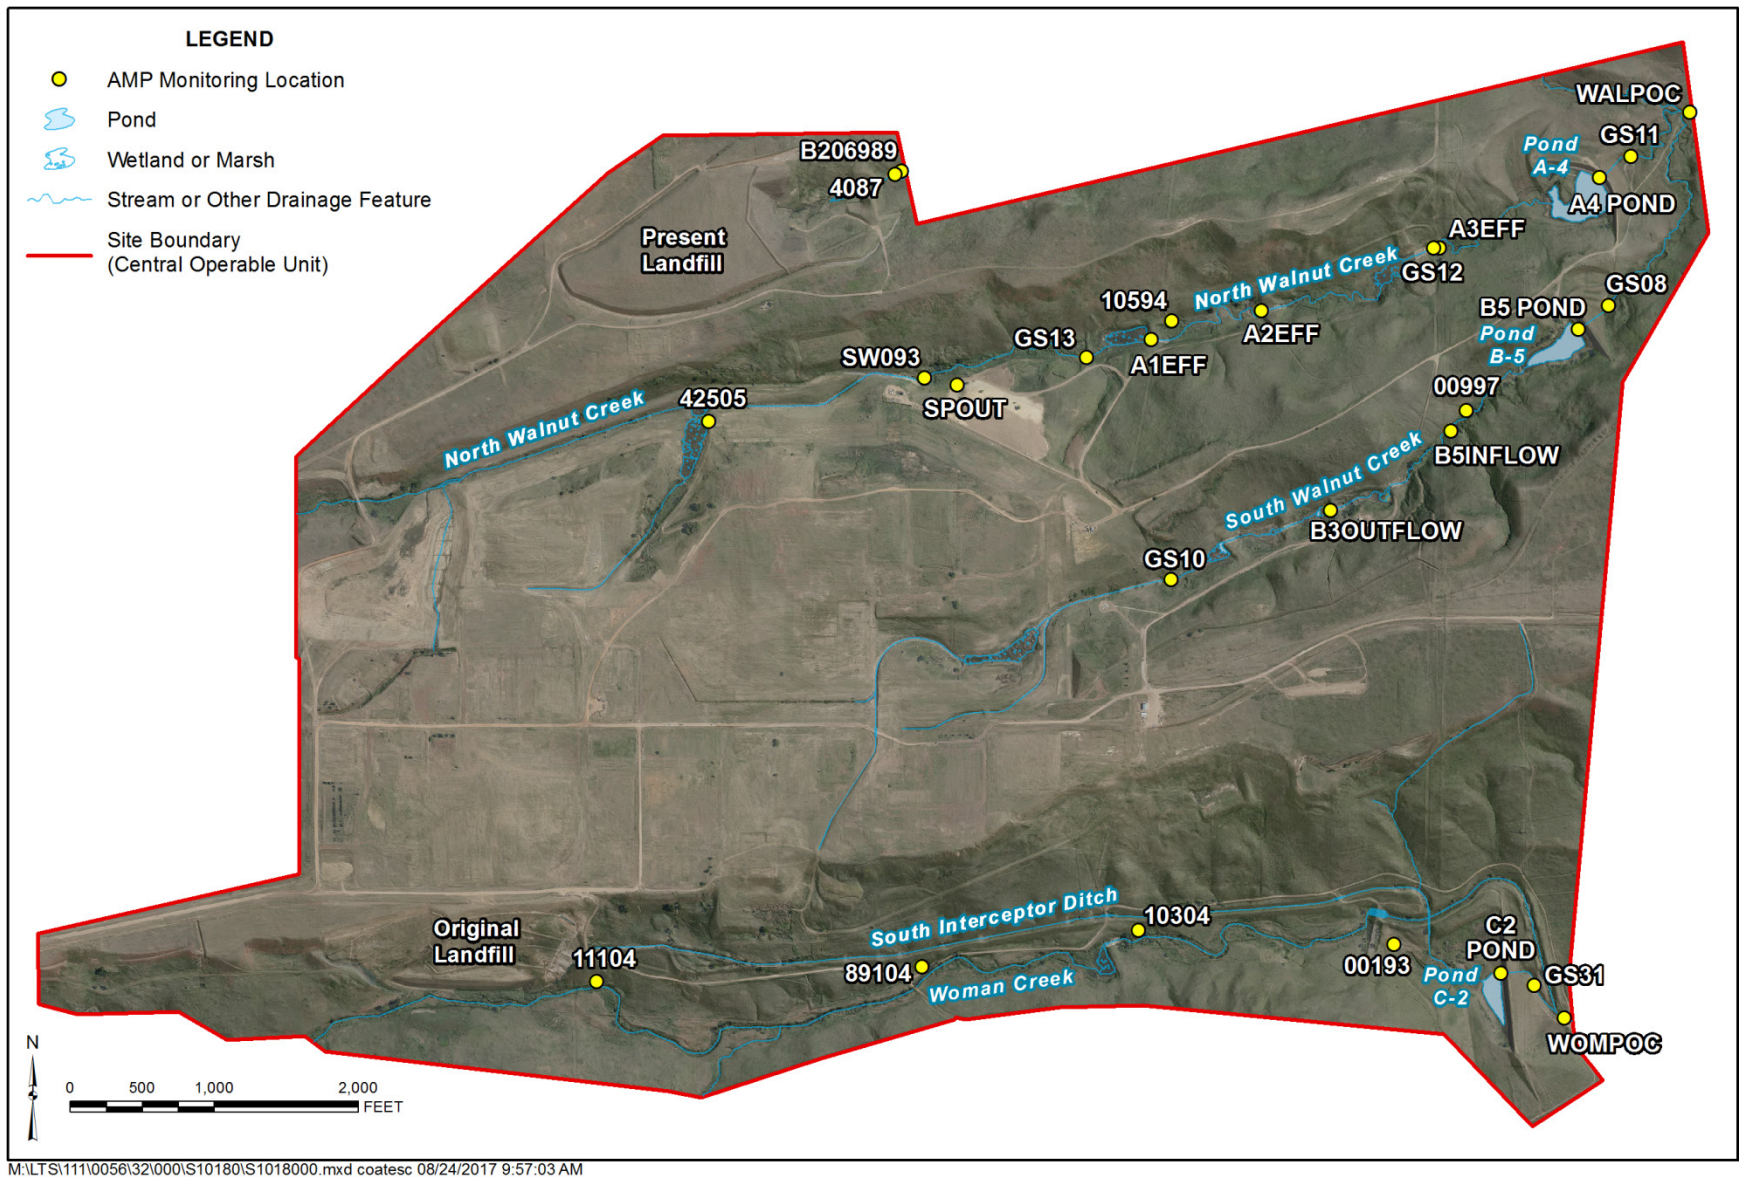 LEGEND
AMP Monitoring Location
Pond
Wetland or Marsh
Stream or Other Drainage Feature
Site Boundary
(Central Operable Unit)
WALPOC
GS11
Pond
A-4
A4 POND
B206989
4087
Present
Landfill
A3EFF
GS12
North Walnut Creek
10594
A2EFF
GS08
B5 POND
Pond
B-5
GS13
A1EFF
SW093
SPOUT
00997
42505
North Walnut Creek
B5INFLOW
South Walnut Creek
B3OUTFLOW
GS10
South Interceptor Ditch
10304
Original
Landfill
11104
89104
Woman Creek
00193
C2
POND
Pond
C-2
GS31
WOMPOC
N
0 500 1,000 2,000
FEET
M:\LTS\111\0056\32\000\S10180\S1018000.mxd coatesc 08/24/2017 9:57:03 AM